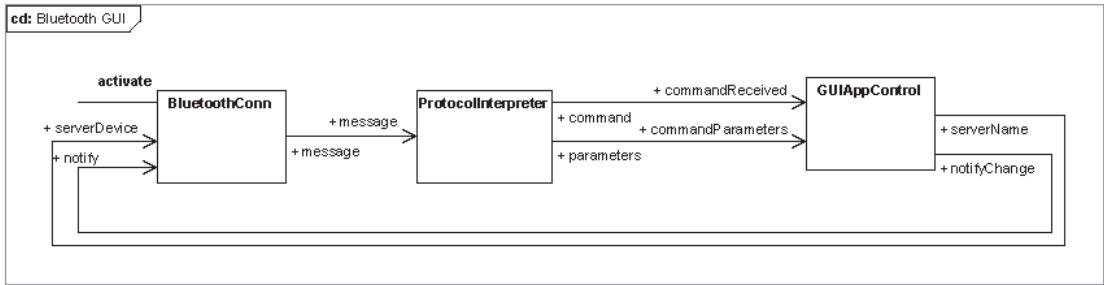 cd: Bluetooth GUI
activate
BluetoothConn
+ serverDevice
+ notify
+ message
+ message
ProtocolInterpreter
+ commandReceived
+ command
+ commandParameters
+ parameters
GUIAppControl
+ serverName
+ notifyChange